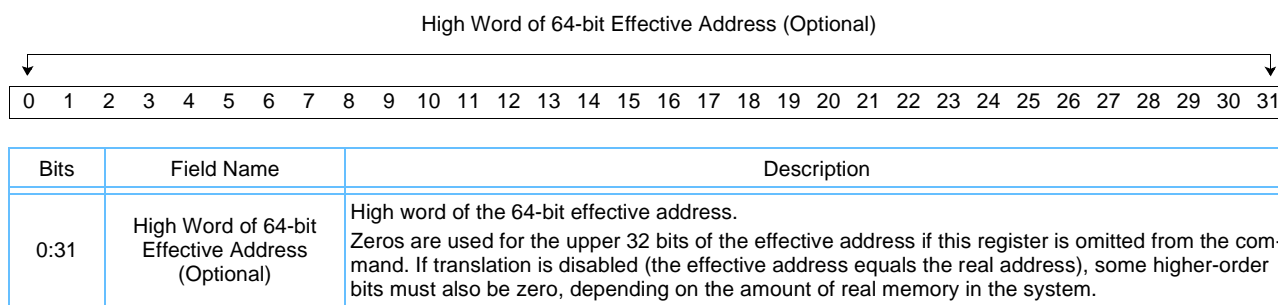 High Word of 64-bit Effective Address (Optional)
0 1 2 3 4 5 6 7 8 9 10 11 12 13 14 15 16 17 18 19 20 21 22 23 24 25 26 27 28 29 30 31
Bits Field Name Description
0:31
High Word of 64-bit
Effective Address
(Optional)
High word of the 64-bit effective address.
Zeros are used for the upper 32 bits of the effective address if this register is omitted from the com-
mand. If translation is disabled (the effective address equals the real address), some higher-order
bits must also be zero, depending on the amount of real memory in the system.